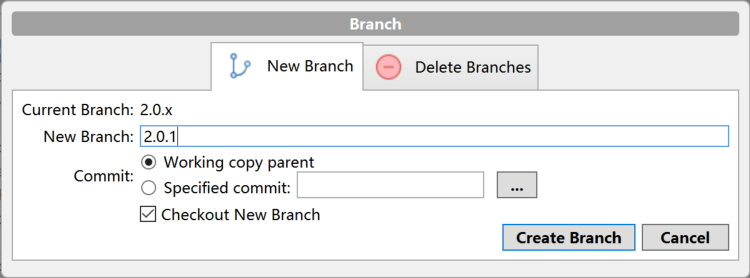 Branch
New Branch
Delete Branches
Current Branch: 2.0.x
New Branch: 2.0.1
Commit:
Working copy parent
Specified commit:
...
Checkout New Branch
Create Branch
Cancel